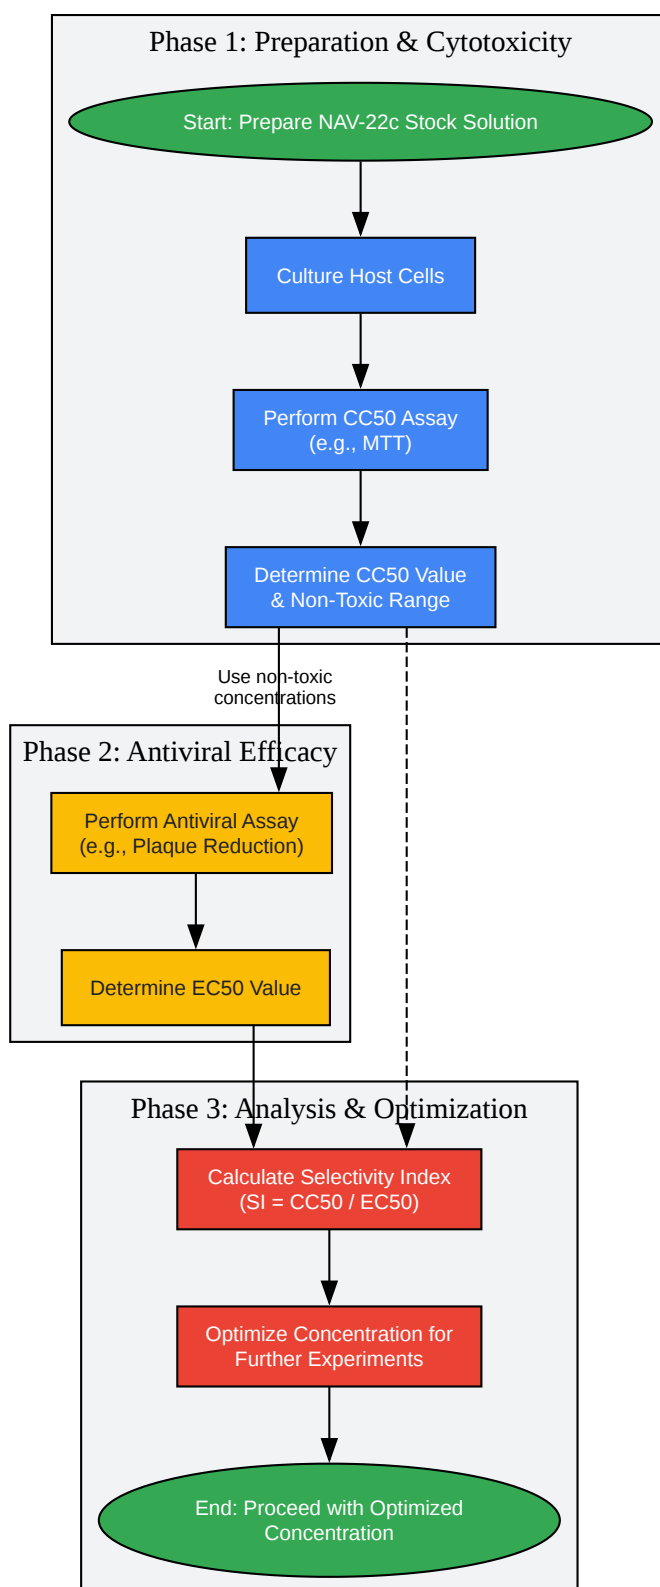 Phase 1: Preparation & Cytotoxicity
Start: Prepare NAV-22c Stock Solution
Culture Host Cells
Perform CC50 Assay
(e.g., MTT)
Determine CC50 Value
& Non-Toxic Range
Use non-toxic
concentrations
Phase 2: Antiviral Efficacy
Perform Antiviral Assay
(e.g., Plaque Reduction)
Determine EC50 Value
Phase 3: Analysis & Optimization
Calculate Selectivity Index
(SI = CC50 / EC50)
Optimize Concentration for
Further Experiments
End: Proceed with Optimized
Concentration